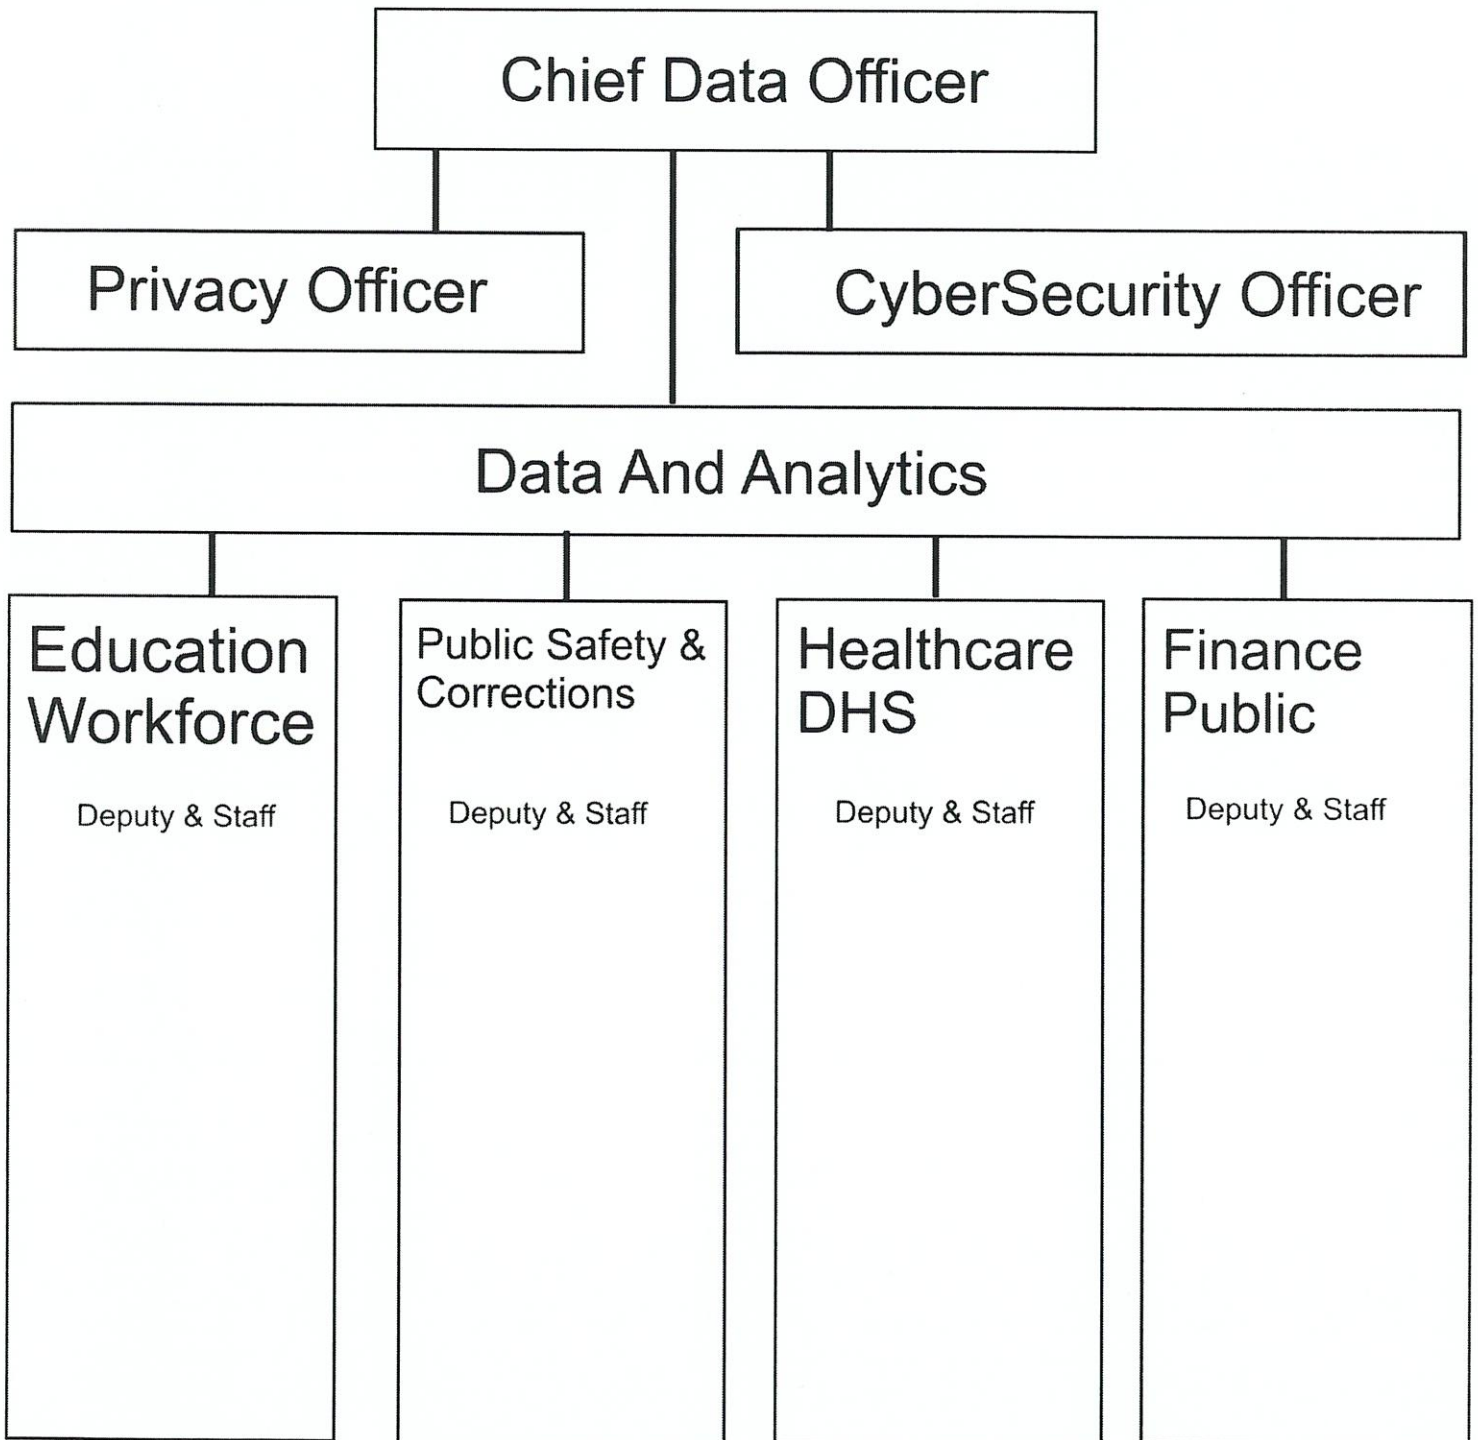 Chief Data Officer
Privacy Officer
CyberSecurity Officer
Data And Analytics
Education
Workforce
Deputy & Staff
Public Safety &
Corrections
Deputy & Staff
Healthcare
DHS
Deputy & Staff
Finance
Public
Deputy & Staff